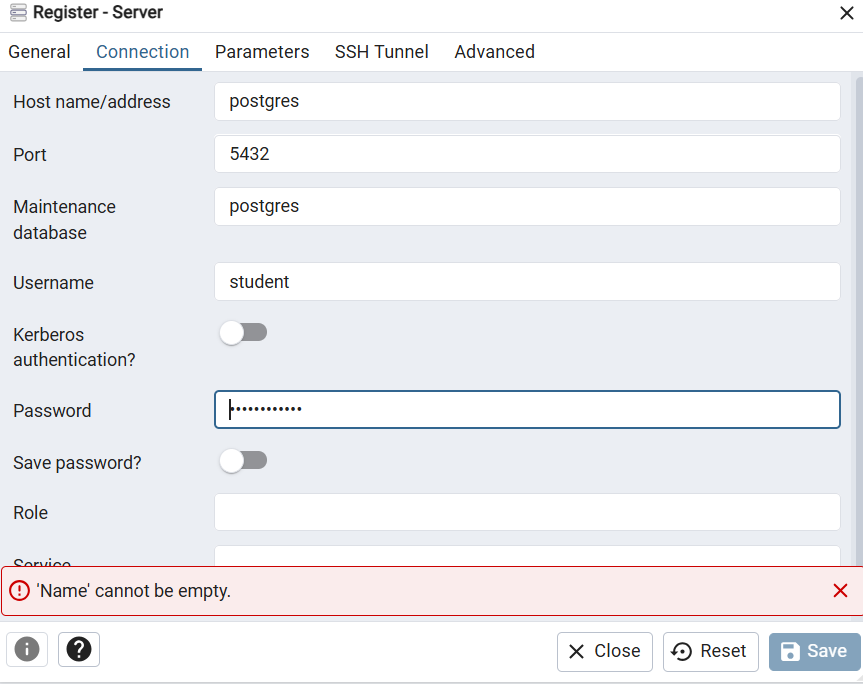 Register - Server
General Connection Parameters SSH Tunnel Advanced
Host name/address postgres
Port 5432
Maintenance
database
postgres
Username student
Kerberos
authentication?
Password ••••••••••••
Save password?
Role
Service
'Name' cannot be empty.
Close Reset Save